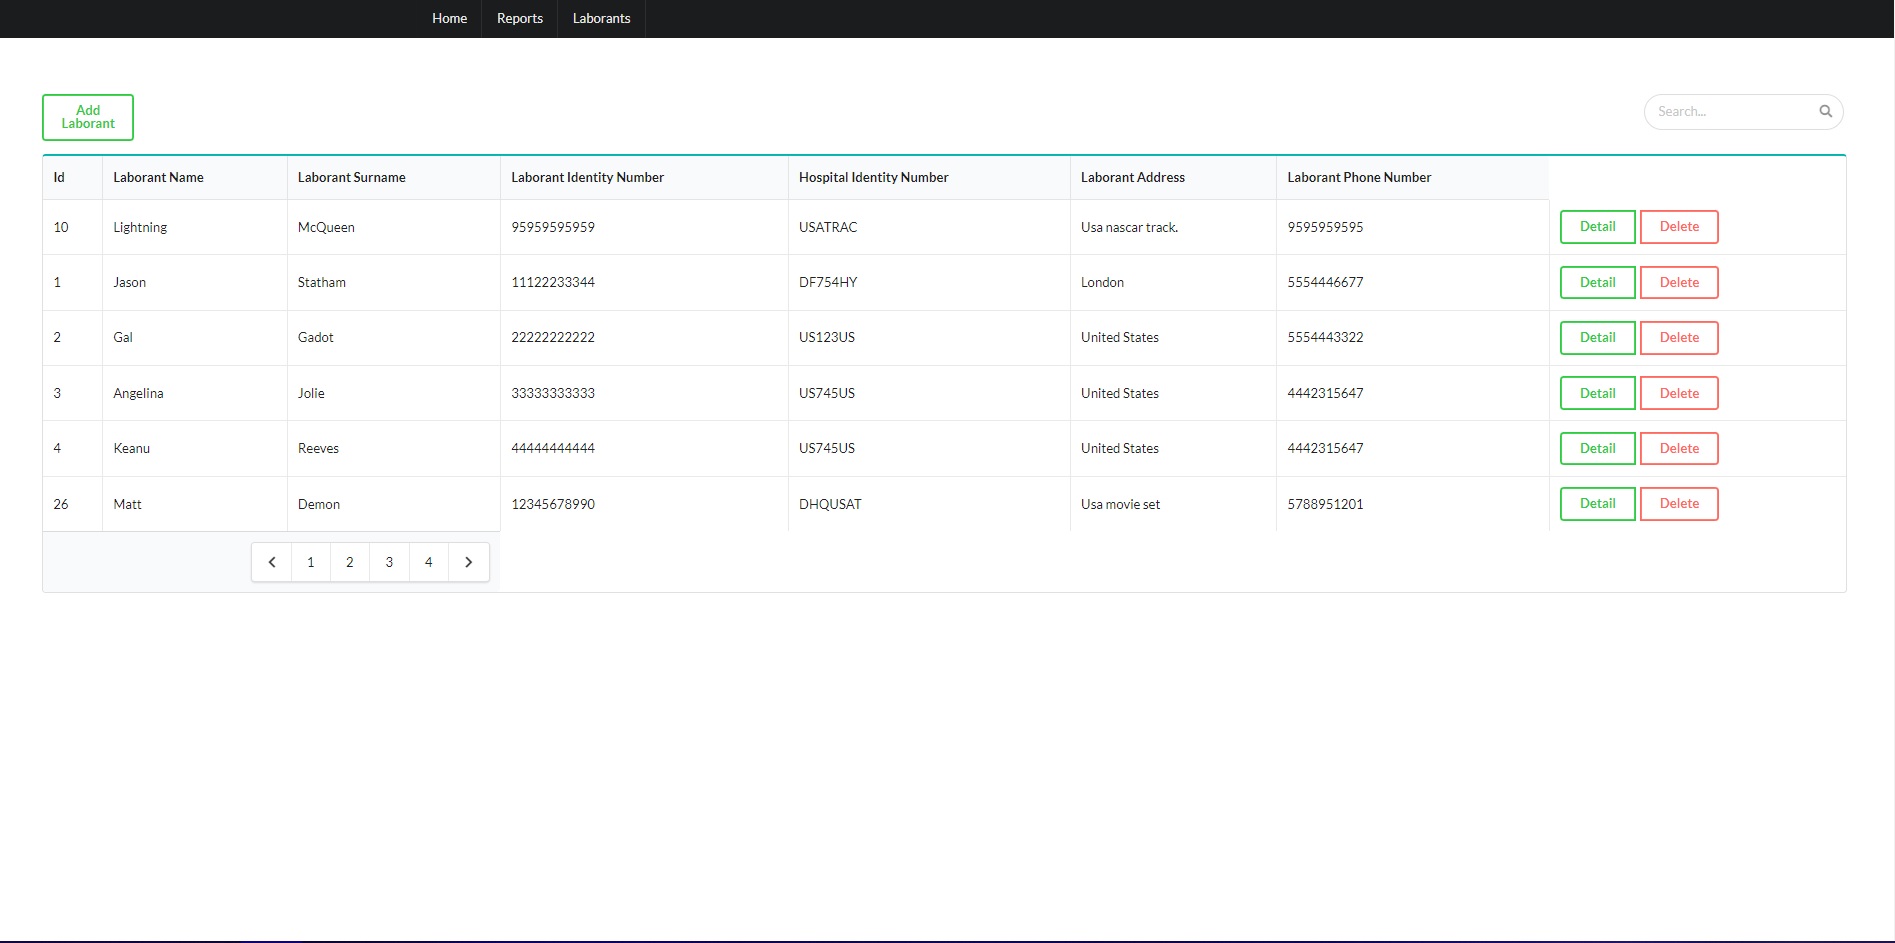 Home Reports Laborants
Add
Laborant
Search...
Id Laborant Name Laborant Surname Laborant Identity Number Hospital Identity Number Laborant Address Laborant Phone Number
10 Lightning McQueen 95959595959 USATRAC Usa nascar track. 9595959595 Detail Delete
1 Jason Statham 11122233344 DF754HY London 5554446677 Detail Delete
2 Gal Gadot 22222222222 US123US United States 5554443322 Detail Delete
3 Angelina Jolie 33333333333 US745US United States 4442315647 Detail Delete
4 Keanu Reeves 44444444444 US745US United States 4442315647 Detail Delete
26 Matt Demon 12345678990 DHQUSAT Usa movie set 5788951201 Detail Delete
1 2 3 4